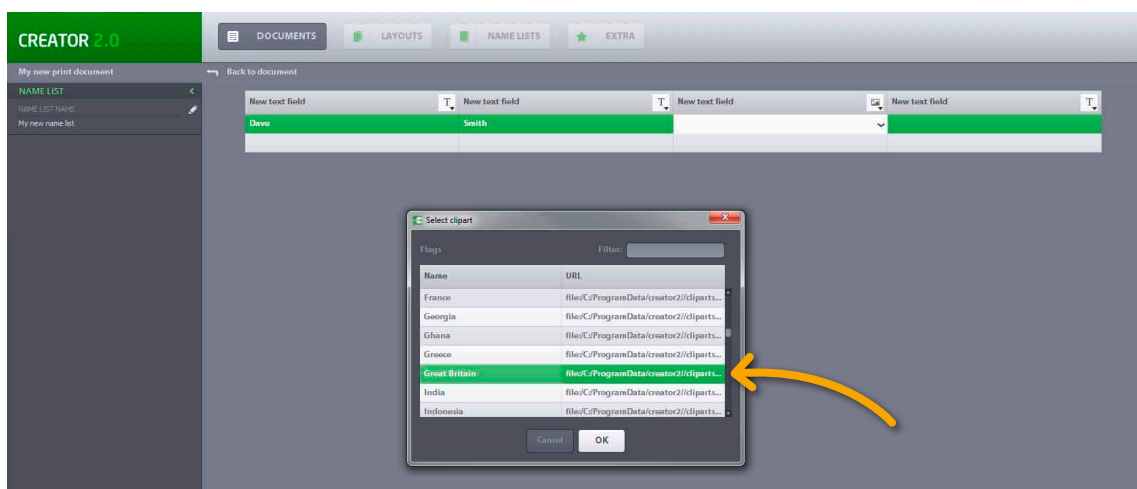 CREATOR 2.0
DOCUMENTS LAYOUTS NAME LISTS EXTRA
My new print document
Back to document
NAME LIST
NAME LIST NAME
My new name list
New text field T New text field T New text field New text field T
Dave Smith
Select clipart
Flags Filter:
Name URL
France file:/C:/ProgramData/creator2//cliparts...
Georgia file:/C:/ProgramData/creator2//cliparts...
Ghana file:/C:/ProgramData/creator2//cliparts...
Greece file:/C:/ProgramData/creator2//cliparts...
Great Britain file:/C:/ProgramData/creator2//cliparts...
India file:/C:/ProgramData/creator2//cliparts...
Indonesia file:/C:/ProgramData/creator2//cliparts...
Cancel OK